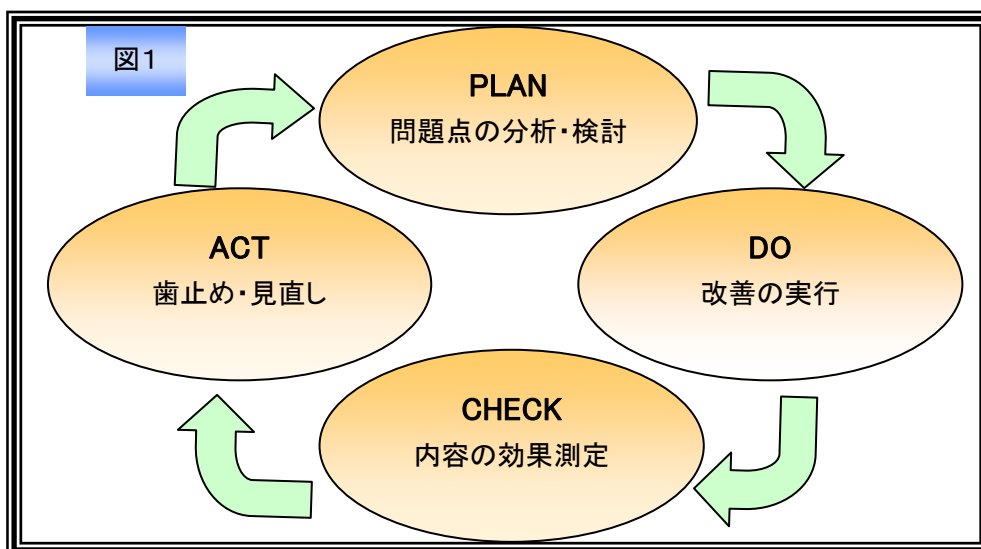 図1
PLAN
問題点の分析・検討
ACT
歯止め・見直し
DO
改善の実行
CHECK
内容の効果測定